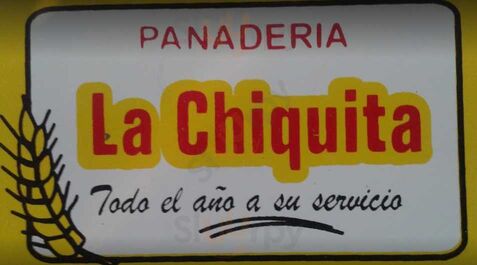 PANADERIA
La Chiquita
Todo el año a su servicio